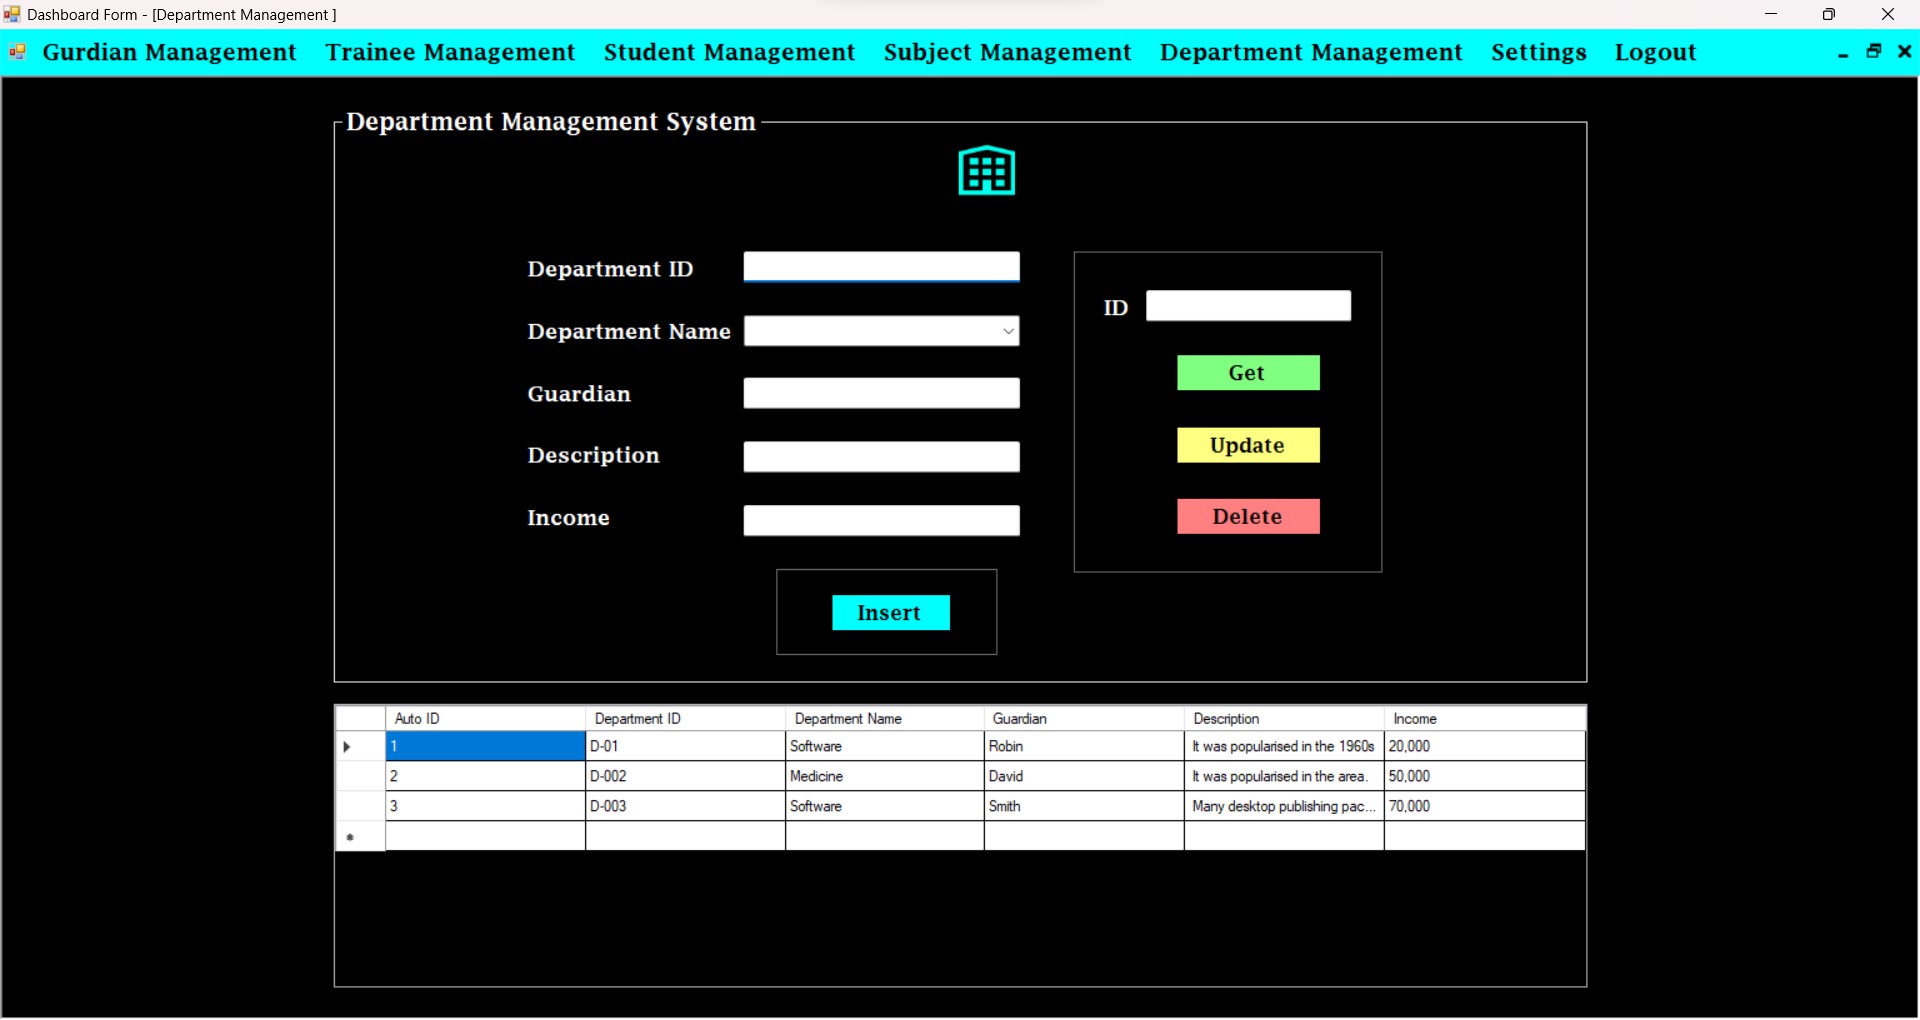 Dashboard Form - [Department Management ]
Gurdian Management Trainee Management Student Management Subject Management Department Management Settings Logout
Department Management System
Department ID
Department Name
Guardian
Description
Income
Insert
ID
Get
Update
Delete
Auto ID Department ID Department Name Guardian Description Income
1 D-01 Software Robin It was popularised in the 1960s 20,000
2 D-002 Medicine David It was popularised in the area. 50,000
3 D-003 Software Smith Many desktop publishing pac... 70,000